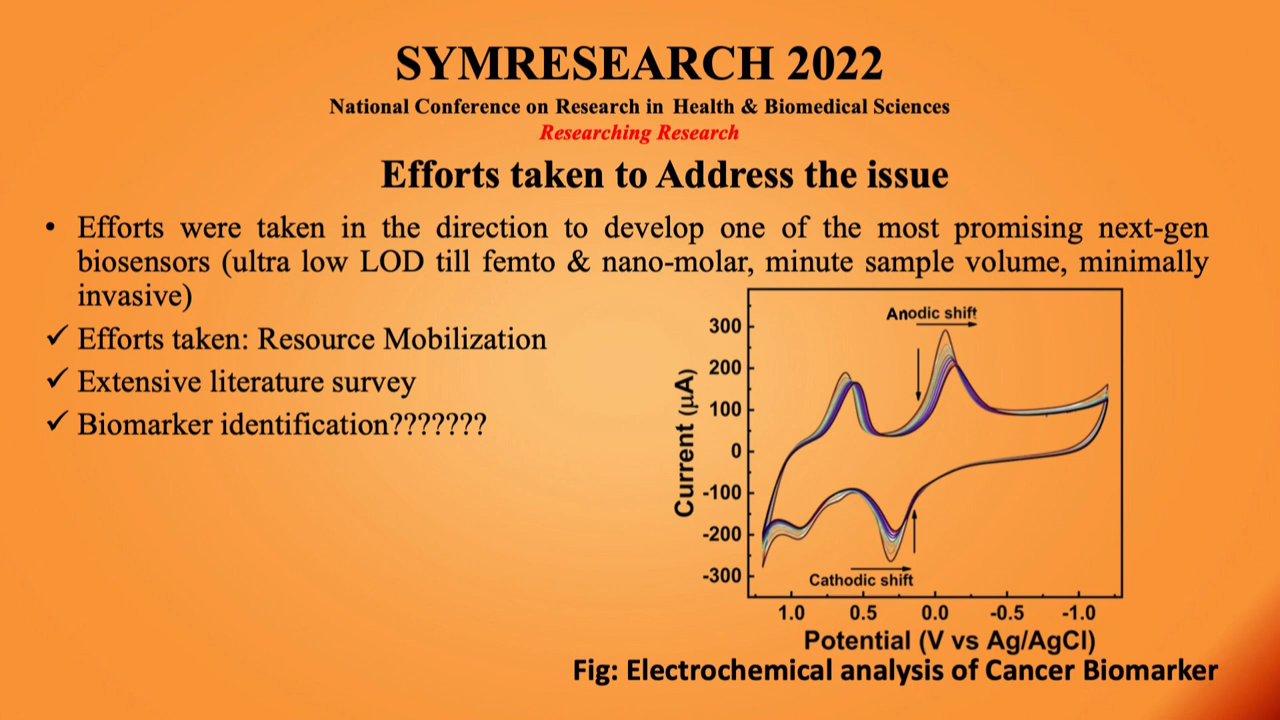 SYMRESEARCH 2022
National Conference on Research in Health & Biomedical Sciences
Researching Research
Efforts taken to Address the issue
• Efforts were taken in the direction to develop one of the most promising next-gen
biosensors (ultra low LOD till femto & nano-molar, minute sample volume, minimally
invasive)
✓ Efforts taken: Resource Mobilization
✓ Extensive literature survey
✓ Biomarker identification???????
Anodic shift
300
200
100
0
-100
-200
-300
Current (μA)
Cathodic shift
1.0 0.5 0.0 -0.5 -1.0
Potential (V vs Ag/AgCl)
Fig: Electrochemical analysis of Cancer Biomarker